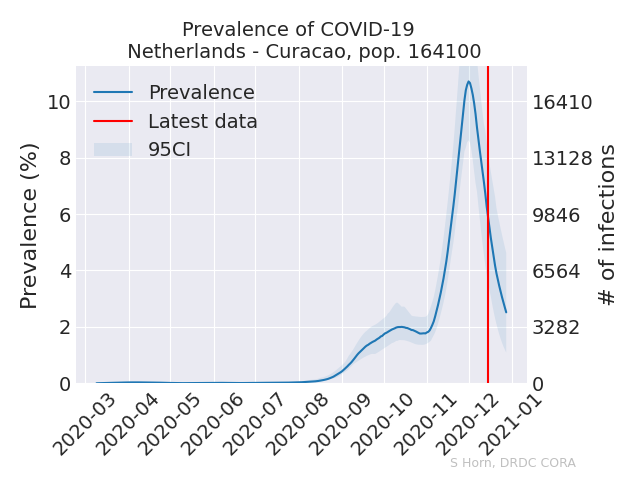 Prevalence of COVID-19
Netherlands - Curacao, pop. 164100
Prevalence
Latest data
95CI
Prevalence (%)
10
8
6
4
2
0
16410
13128
9846
6564
3282
0
# of infections
2020-03
2020-04
2020-05
2020-06
2020-07
2020-08
2020-09
2020-10
2020-11
2020-12
2021-01
S Horn, DRDC CORA